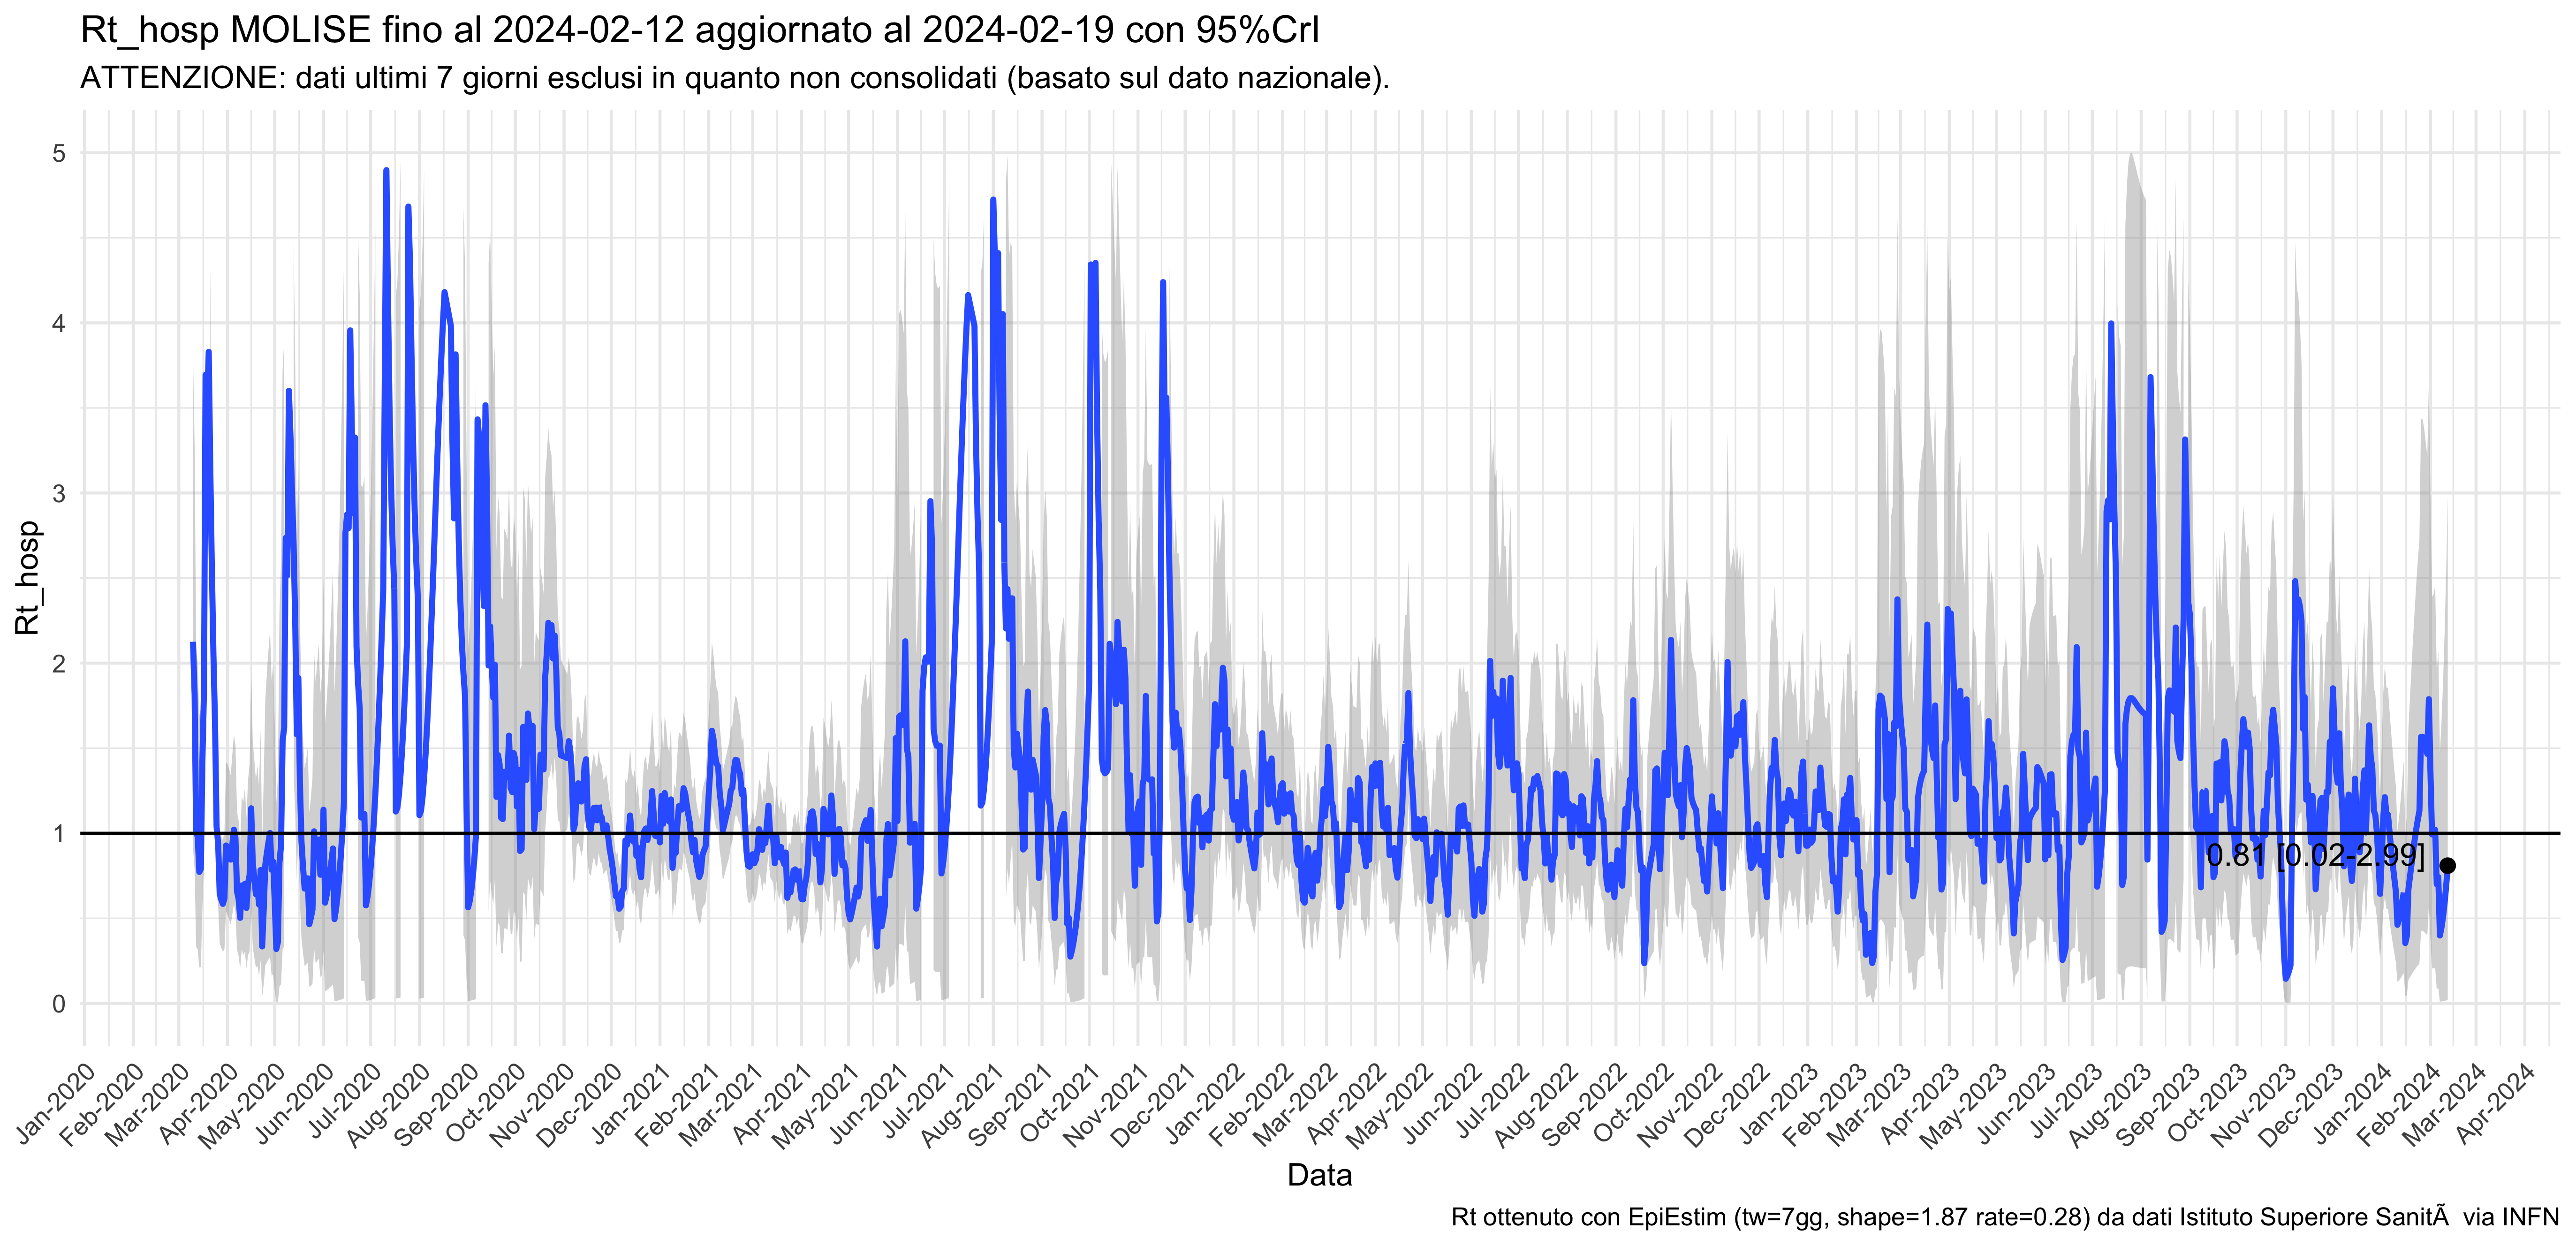 Rt_hosp MOLISE fino al 2024-02-12 aggiornato al 2024-02-19 con 95%CrI
ATTENZIONE: dati ultimi 7 giorni esclusi in quanto non consolidati (basato sul dato nazionale).
Rt_hosp
5
4
3
2
1
0
0.81 [0.02-2.99]
Jan-2020
Feb-2020
Mar-2020
Apr-2020
May-2020
Jun-2020
Jul-2020
Aug-2020
Sep-2020
Oct-2020
Nov-2020
Dec-2020
Jan-2021
Feb-2021
Mar-2021
Apr-2021
May-2021
Jun-2021
Jul-2021
Aug-2021
Sep-2021
Oct-2021
Nov-2021
Dec-2021
Jan-2022
Feb-2022
Mar-2022
Apr-2022
May-2022
Jun-2022
Jul-2022
Aug-2022
Sep-2022
Oct-2022
Nov-2022
Dec-2022
Jan-2023
Feb-2023
Mar-2023
Apr-2023
May-2023
Jun-2023
Jul-2023
Aug-2023
Sep-2023
Oct-2023
Nov-2023
Dec-2023
Jan-2024
Feb-2024
Mar-2024
Apr-2024
Data
Rt ottenuto con EpiEstim (tw=7gg, shape=1.87 rate=0.28) da dati Istituto Superiore SanitÃ  via INFN